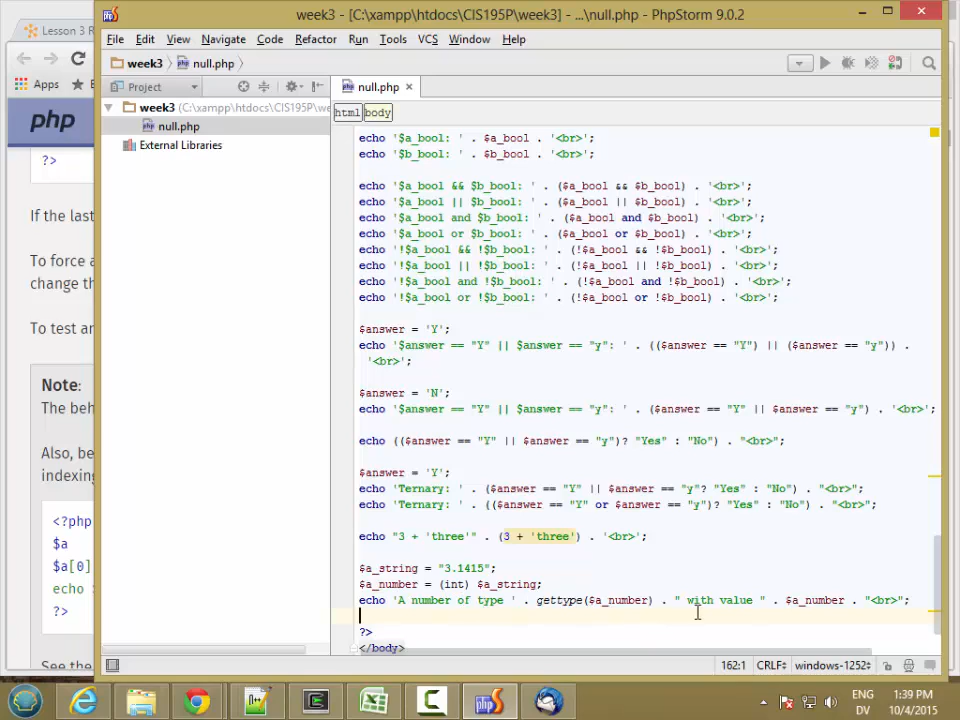 week3 - [C:\xampp\htdocs\CIS195P\week3] - ...\null.php - PhpStorm 9.0.2
File Edit View Navigate Code Refactor Run Tools VCS Window Help
week3 null.php
Project
null.php
html body
week3 (C:\xampp\htdocs\CIS195P\we
null.php
External Libraries
echo '$a_bool: ' . $a_bool . '<br>';
echo '$b_bool: ' . $b_bool . '<br>';
echo '$a_bool && $b_bool: ' . ($a_bool && $b_bool) . '<br>';
echo '$a_bool || $b_bool: ' . ($a_bool || $b_bool) . '<br>';
echo '$a_bool and $b_bool: ' . ($a_bool and $b_bool) . '<br>';
echo '$a_bool or $b_bool: ' . ($a_bool or $b_bool) . '<br>';
echo '!$a_bool && !$b_bool: ' . (!$a_bool && !$b_bool) . '<br>';
echo '!$a_bool || !$b_bool: ' . (!$a_bool || !$b_bool) . '<br>';
echo '!$a_bool and !$b_bool: ' . (!$a_bool and !$b_bool) . '<br>';
echo '!$a_bool or !$b_bool: ' . (!$a_bool or !$b_bool) . '<br>';
$answer = 'Y';
echo '$answer == "Y" || $answer == "y": ' . (($answer == "Y") || ($answer == "y")) .
'<br>';
$answer = 'N';
echo '$answer == "Y" || $answer == "y": ' . ($answer == "Y" || $answer == "y") . '<br>';
echo (($answer == "Y" || $answer == "y")? "Yes" : "No") . "<br>";
$answer = 'Y';
echo 'Ternary: ' . ($answer == "Y" || $answer == "y"? "Yes" : "No") . "<br>";
echo 'Ternary: ' . (($answer == "Y" or $answer == "y")? "Yes" : "No") . "<br>";
echo "3 + 'three'" . (3 + 'three') . '<br>';
$a_string = "3.1415";
$a_number = (int) $a_string;
echo 'A number of type ' . gettype($a_number) . " with value " . $a_number . "<br>";
?>
</body>
162:1 CRLF windows-1252
Lesson 3 R
Apps
php
?>
If the last
To force a
change th
To test an
Note:
The beh
Also, be
indexing
<?php
$a
$a[0]
echo
?>
See the
ENG
DV
1:39 PM
10/4/2015